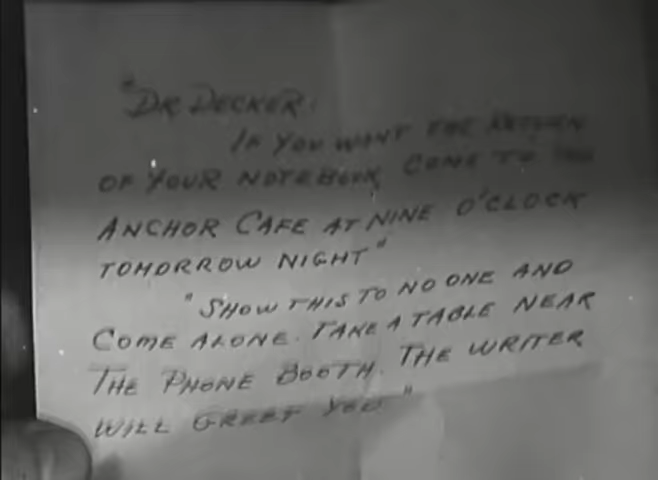 "DR DECKER.
IF YOU WANT THE RETURN
OF YOUR NOTEBOOK COME TO THE
ANCHOR CAFE AT NINE O'CLOCK
TOMORROW NIGHT"
"SHOW THIS TO NO ONE AND
COME ALONE. TAKE A TABLE NEAR
THE PHONE BOOTH. THE WRITER
WILL GREET YOU"